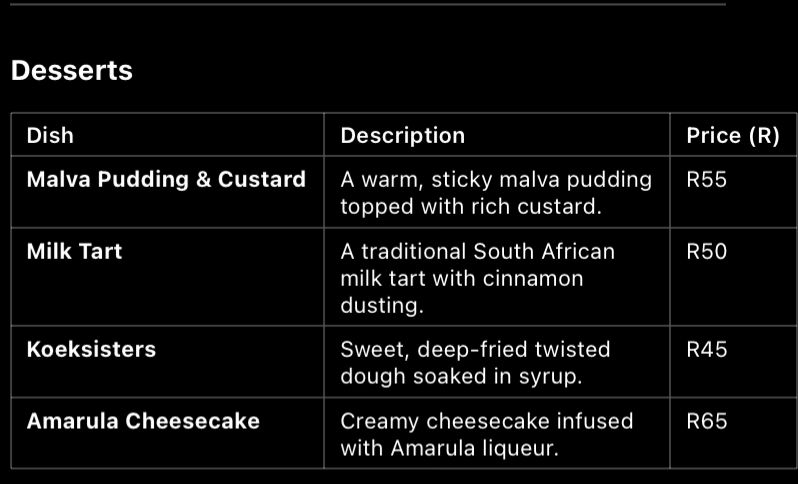 Desserts
Dish Description Price (R)
Malva Pudding & Custard A warm, sticky malva pudding R55
topped with rich custard.
Milk Tart A traditional South African R50
milk tart with cinnamon
dusting.
Koeksisters Sweet, deep-fried twisted R45
dough soaked in syrup.
Amarula Cheesecake Creamy cheesecake infused R65
with Amarula liqueur.